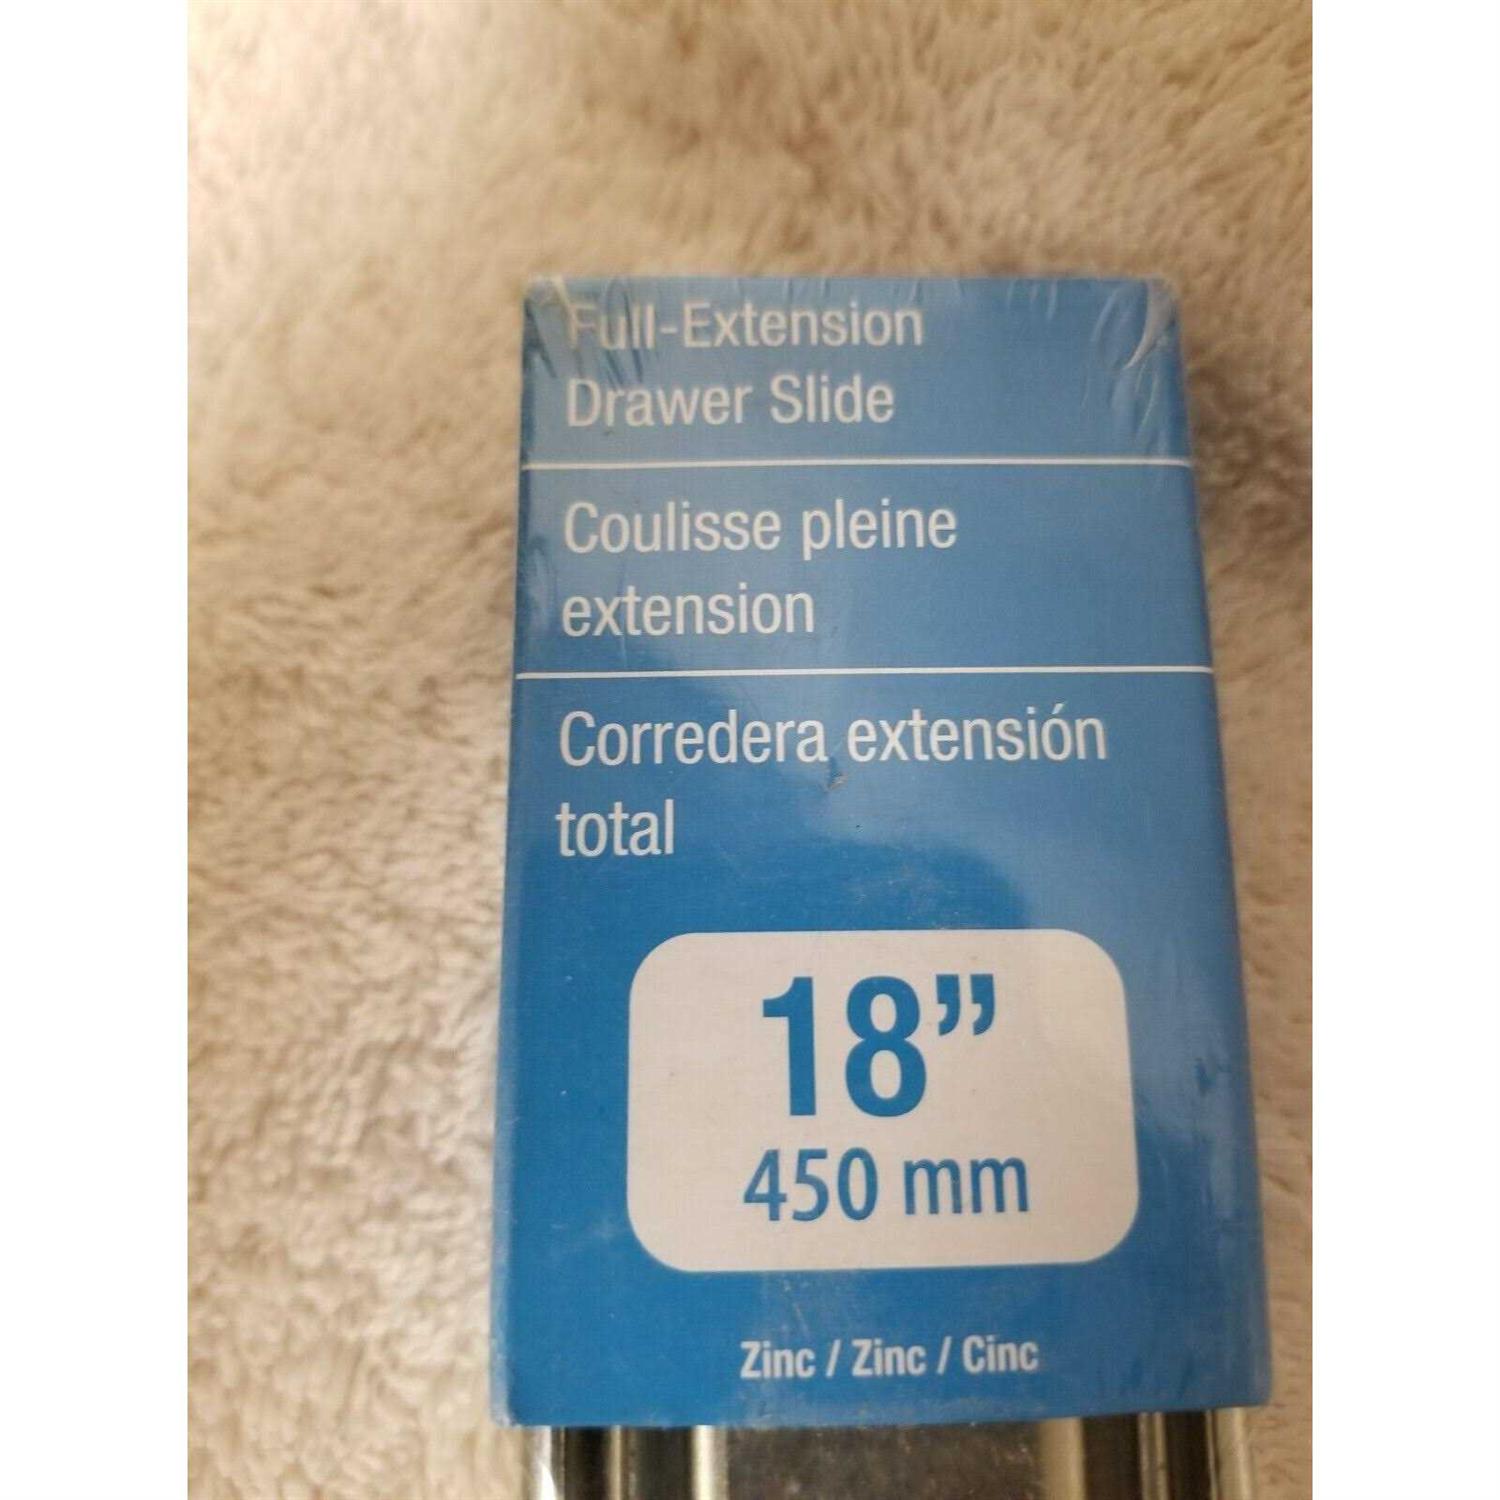 Full-Extension
Drawer Slide
Coulisse pleine
extension
Corredera extensión
total
18”
450 mm
Zinc / Zinc / Cinc